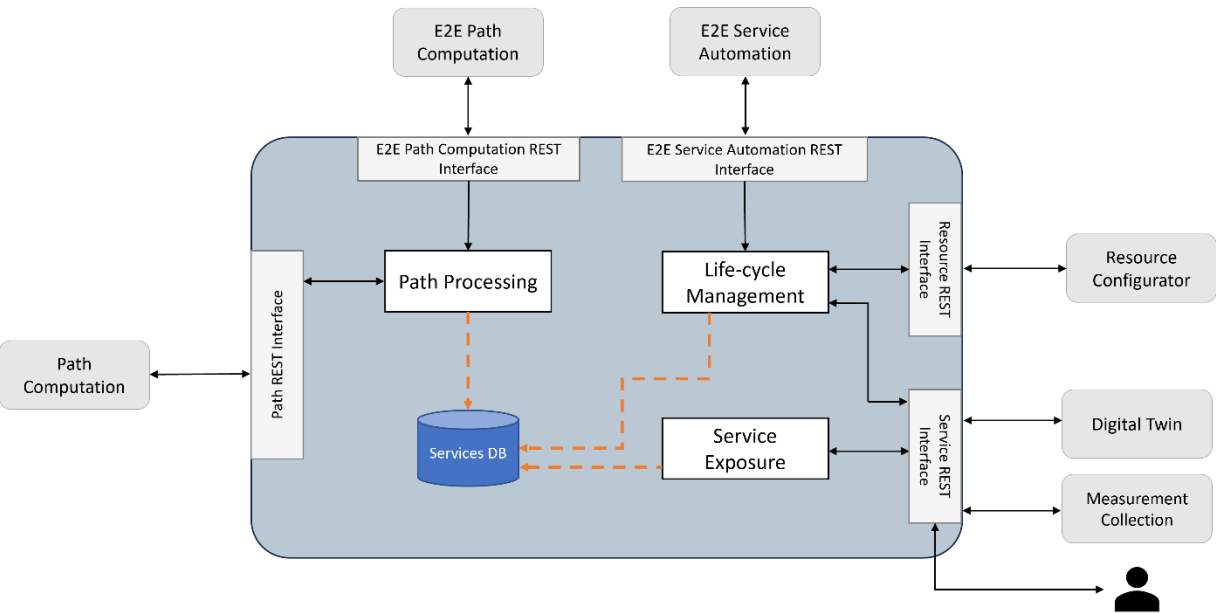 E2E Path
Computation
E2E Service
Automation
E2E Path Computation REST
Interface
E2E Service Automation REST
Interface
Resource REST
Interface
Path Processing
Life-cycle
Management
Resource
Configurator
Path REST Interface
Path
Computation
Services DB
Service
Exposure
Service REST
Interface
Digital Twin
Measurement
Collection